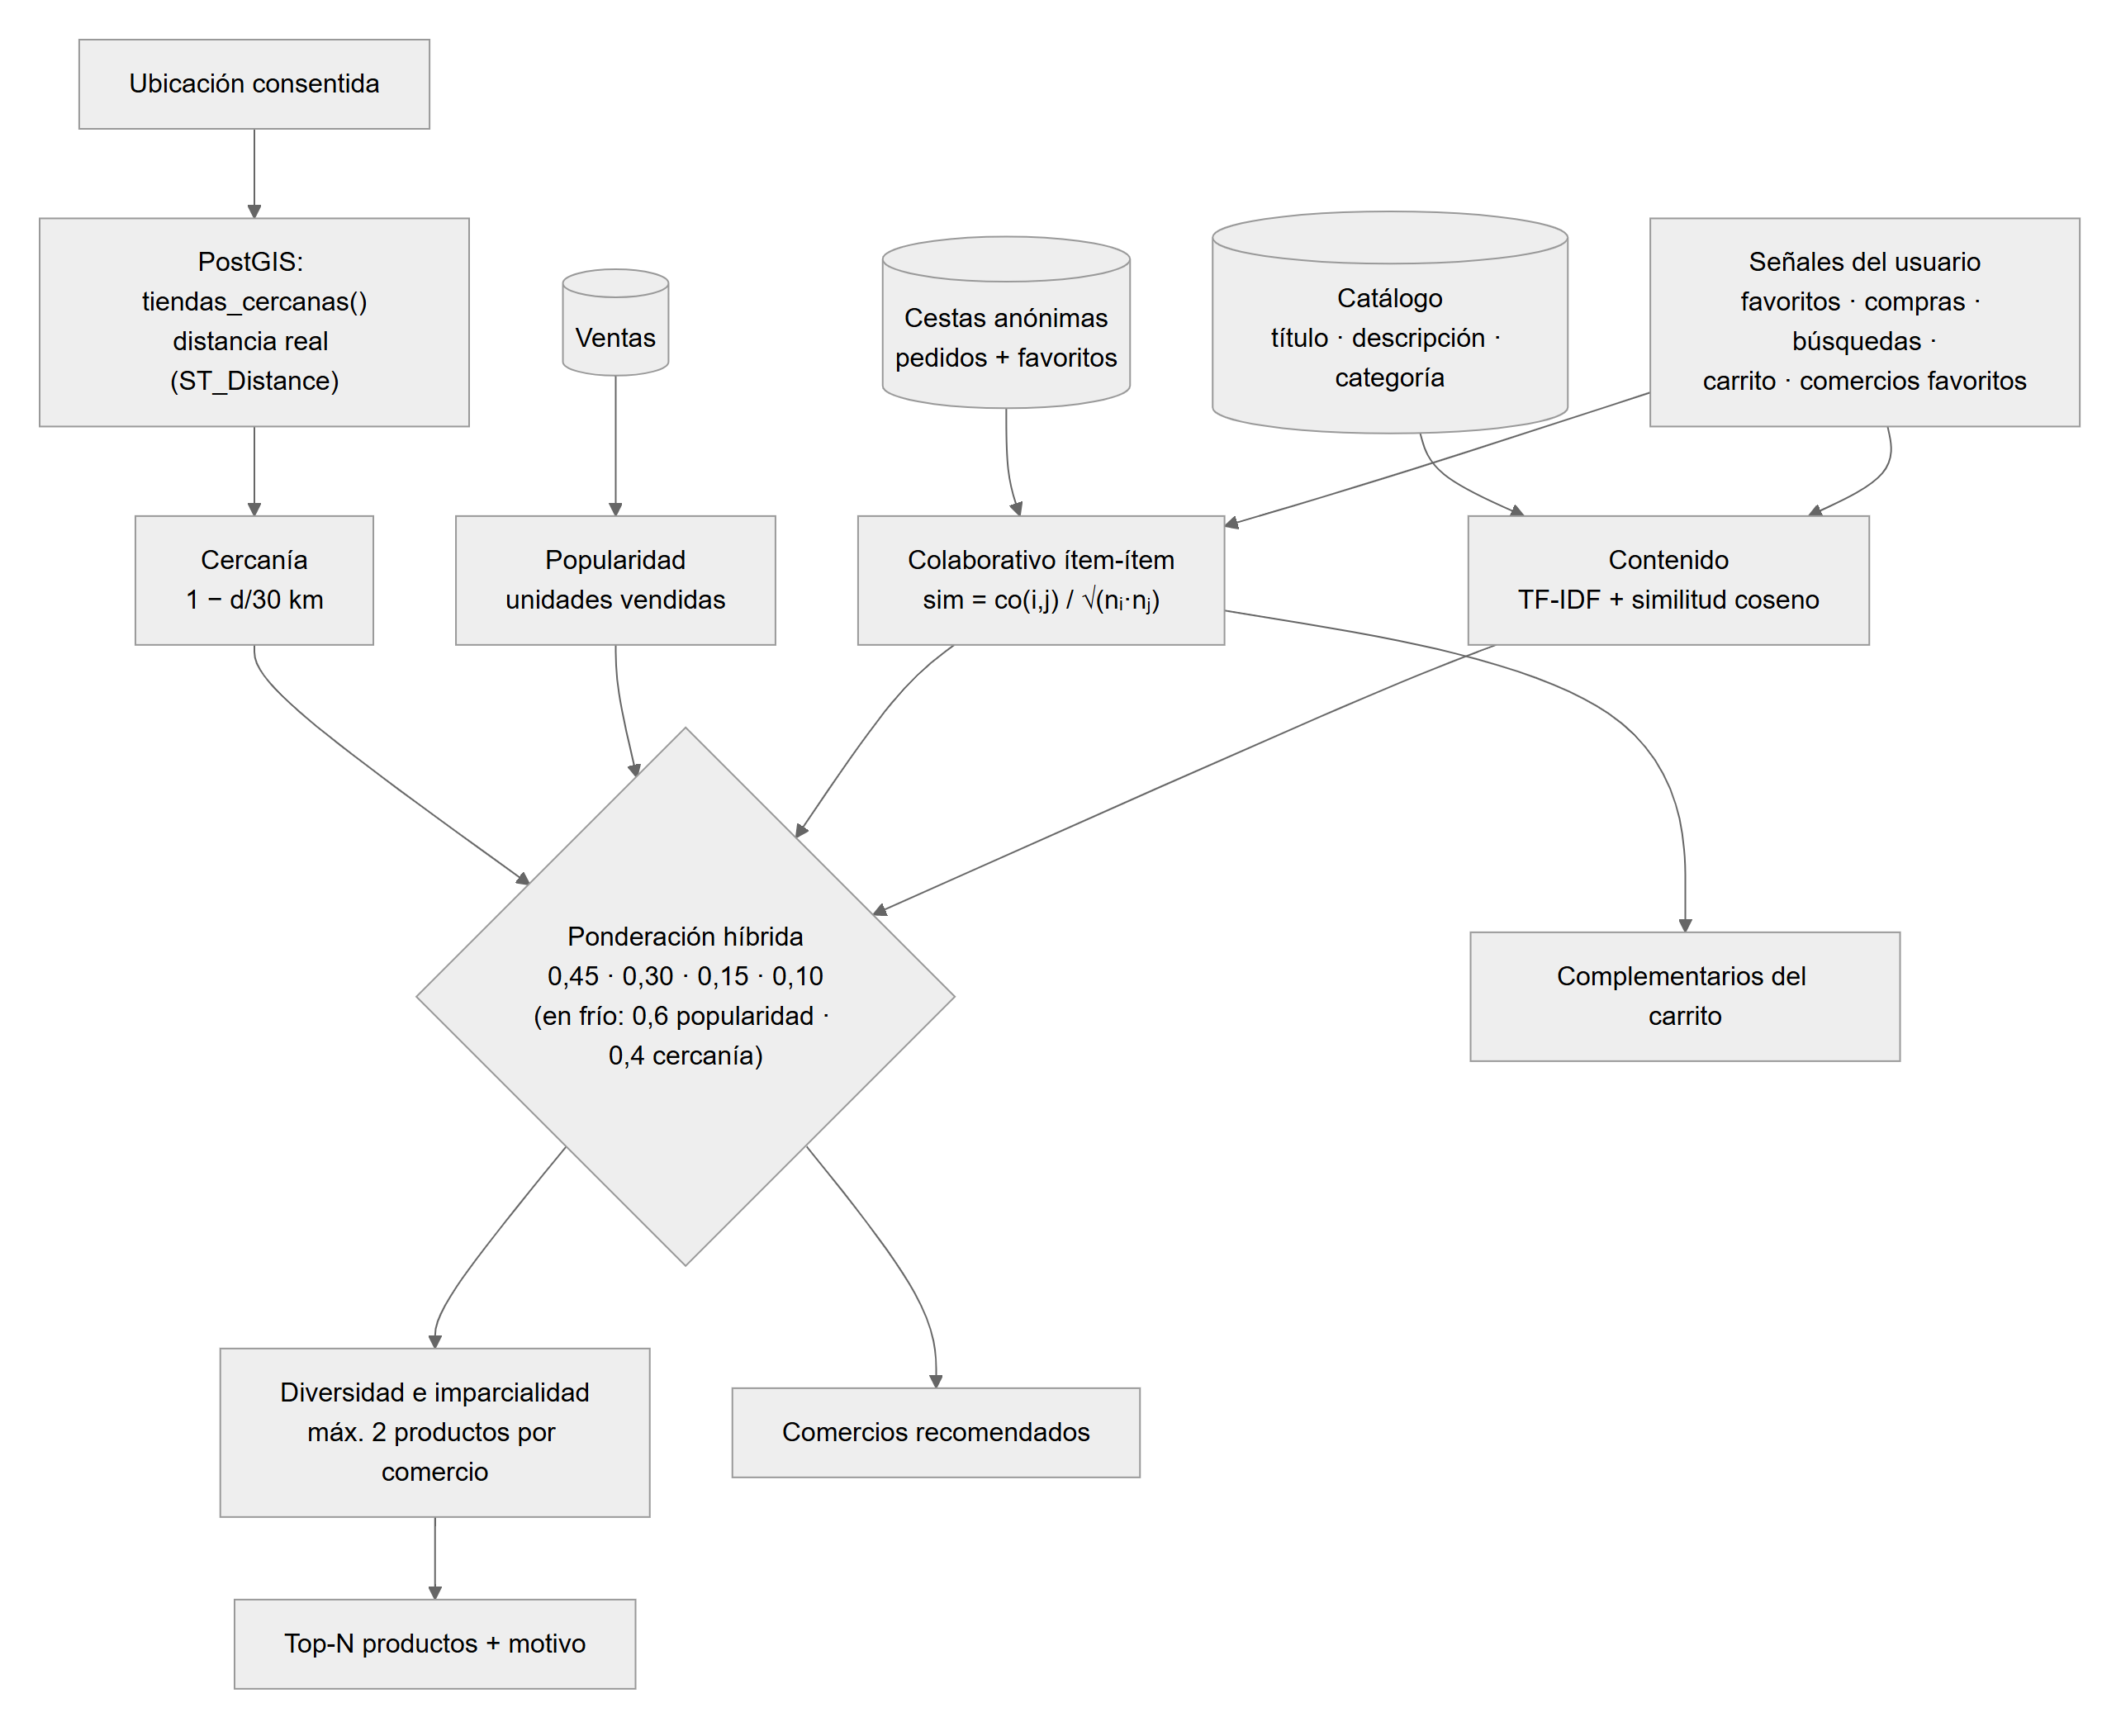 Ubicación consentida
PostGIS:
tiendas_cercanas()
distancia real
(ST_Distance)
Ventas
Cestas anónimas
pedidos + favoritos
Catálogo
título · descripción ·
categoría
Señales del usuario
favoritos · compras ·
búsquedas ·
carrito · comercios favoritos
Cercanía
1 − d/30 km
Popularidad
unidades vendidas
Colaborativo ítem-ítem
sim = co(i,j) / √(nᵢ·nⱼ)
Contenido
TF-IDF + similitud coseno
Ponderación híbrida
0,45 · 0,30 · 0,15 · 0,10
(en frío: 0,6 popularidad ·
0,4 cercanía)
Complementarios del
carrito
Diversidad e imparcialidad
máx. 2 productos por
comercio
Comercios recomendados
Top-N productos + motivo